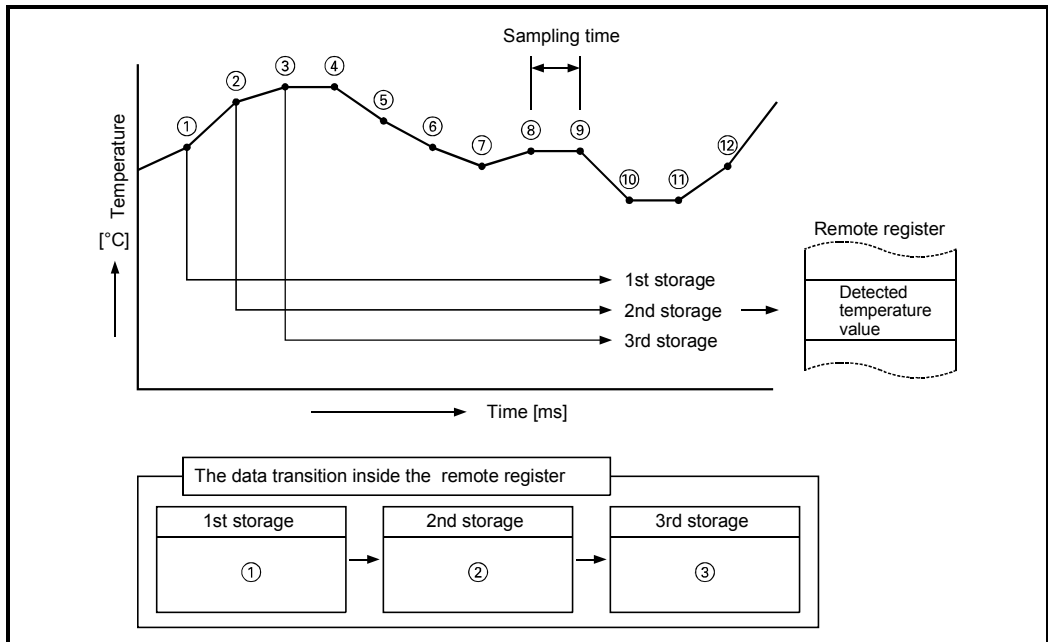 Sampling time
① ② ③ ④ ⑤ ⑥ ⑦ ⑧ ⑨ ⑩ ⑪ ⑫
Temperature
[°C]
Remote register
1st storage
2nd storage
3rd storage
Detected
temperature
value
Time [ms]
The data transition inside the remote register
1st storage
2nd storage
3rd storage
①
②
③